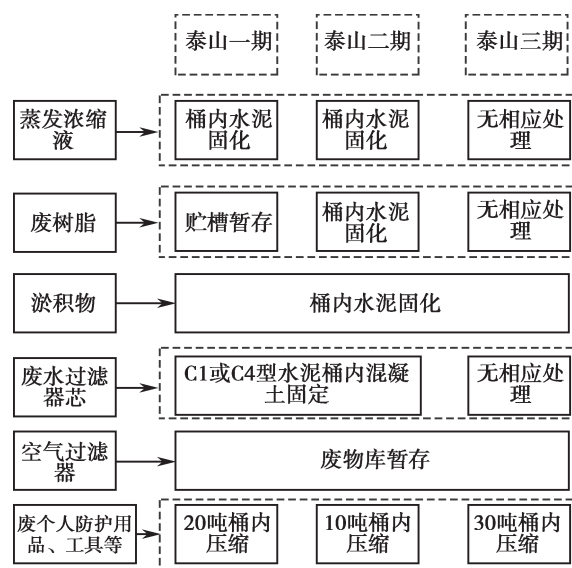 泰山一期 泰山二期 泰山三期
蒸发浓缩
液
桶内水泥
固化
桶内水泥
固化
无相应处
理
废树脂
贮槽暂存
桶内水泥
固化
无相应处
理
淤积物
桶内水泥固化
废水过滤
器芯
C1或C4型水泥桶内混凝
土固定
无相应处
理
空气过滤
器
废物库暂存
废个人防护用
品、工具等
20吨桶内
压缩
10吨桶内
压缩
30吨桶内
压缩